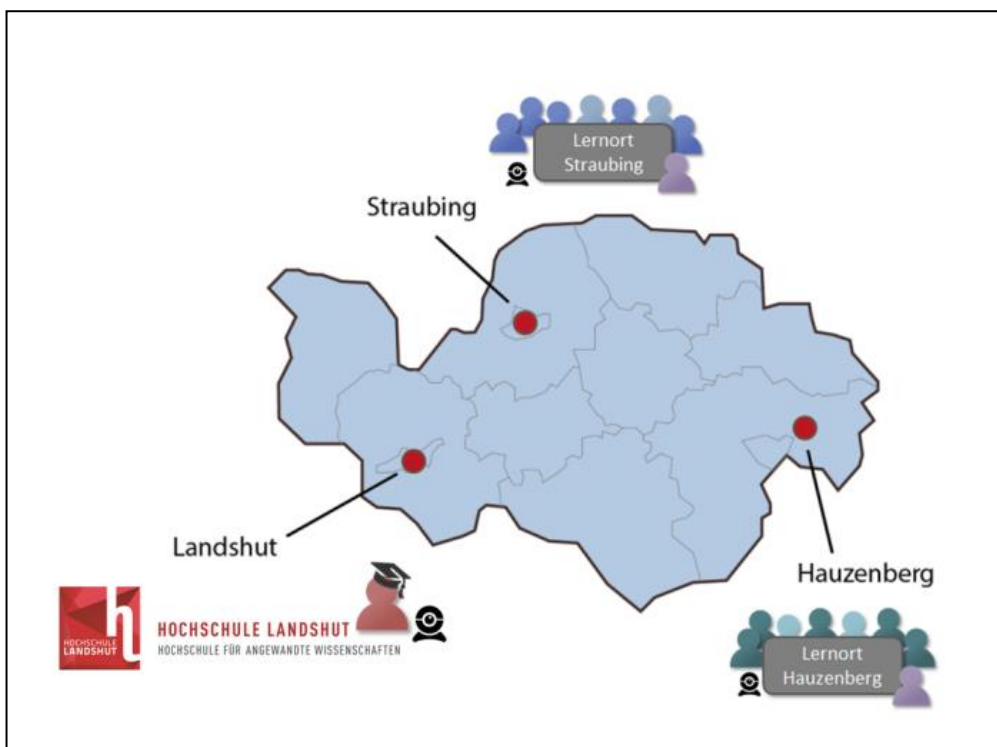 Lernort
Straubing
Straubing
Landshut
Hauzenberg
HOCHSCHULE
LANDSHUT
h
HOCHSCHULE LANDSHUT
HOCHSCHULE FÜR ANGEWANDTE WISSENSCHAFTEN
Lernort
Hauzenberg